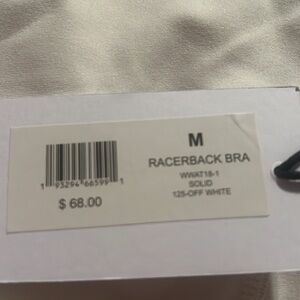 M
RACERBACK BRA
WWAT18-1
SOLID
125-OFF WHITE
1 93294 66599 1
$ 68.00